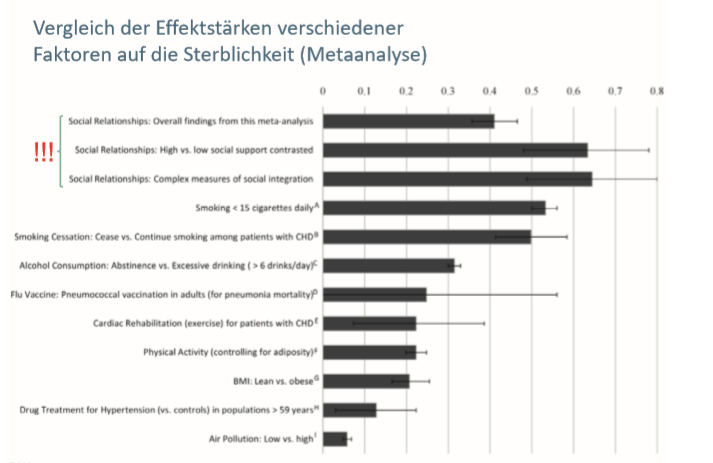 Vergleich der Effektstärken verschiedener
Faktoren auf die Sterblichkeit (Metaanalyse)
0 0.1 0.2 0.3 0.4 0.5 0.6 0.7 0.8
!!!
Social Relationships: Overall findings from this meta-analysis
Social Relationships: High vs. low social support contrasted
Social Relationships: Complex measures of social integration
Smoking < 15 cigarettes daily^A
Smoking Cessation: Cease vs. Continue smoking among patients with CHD^B
Alcohol Consumption: Abstinence vs. Excessive drinking ( > 6 drinks/day)^C
Flu Vaccine: Pneumococcal vaccination in adults (for pneumonia mortality)^D
Cardiac Rehabilitation (exercise) for patients with CHD^E
Physical Activity (controlling for adiposity)^F
BMI: Lean vs. obese^G
Drug Treatment for Hypertension (vs. controls) in populations > 59 years^H
Air Pollution: Low vs. high^I